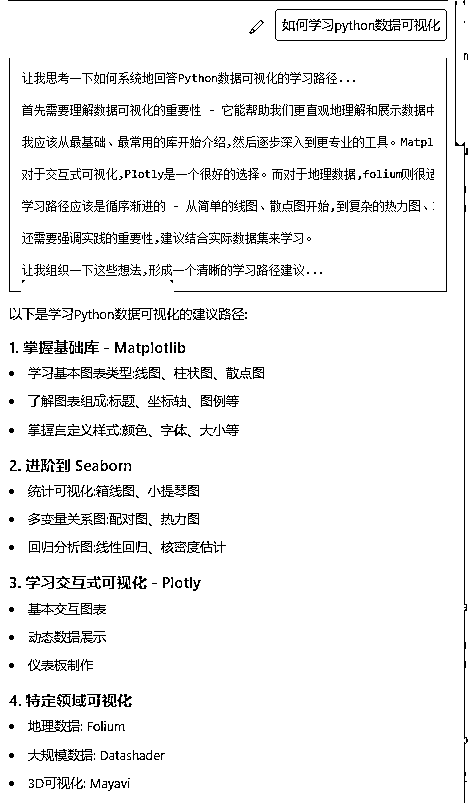 如何学习python数据可视化
让我思考一下如何系统地回答Python数据可视化的学习路径...
首先需要理解数据可视化的重要性 - 它能帮助我们更直观地理解和展示数据中
我应该从最基础、最常用的库开始介绍,然后逐步深入到更专业的工具。Matpl
对于交互式可视化,Plotly是一个很好的选择。而对于地理数据,folium则很适
学习路径应该是循序渐进的 - 从简单的线图、散点图开始,到复杂的热力图、
还需要强调实践的重要性,建议结合实际数据集来学习。
让我组织一下这些想法,形成一个清晰的学习路径建议...
以下是学习Python数据可视化的建议路径:
1. 掌握基础库 - Matplotlib
• 学习基本图表类型:线图、柱状图、散点图
• 了解图表组成:标题、坐标轴、图例等
• 掌握自定义样式:颜色、字体、大小等
2. 进阶到 Seaborn
• 统计可视化:箱线图、小提琴图
• 多变量关系图:配对图、热力图
• 回归分析图:线性回归、核密度估计
3. 学习交互式可视化 - Plotly
• 基本交互图表
• 动态数据展示
• 仪表板制作
4. 特定领域可视化
• 地理数据: Folium
• 大规模数据: Datashader
• 3D可视化: Mayavi